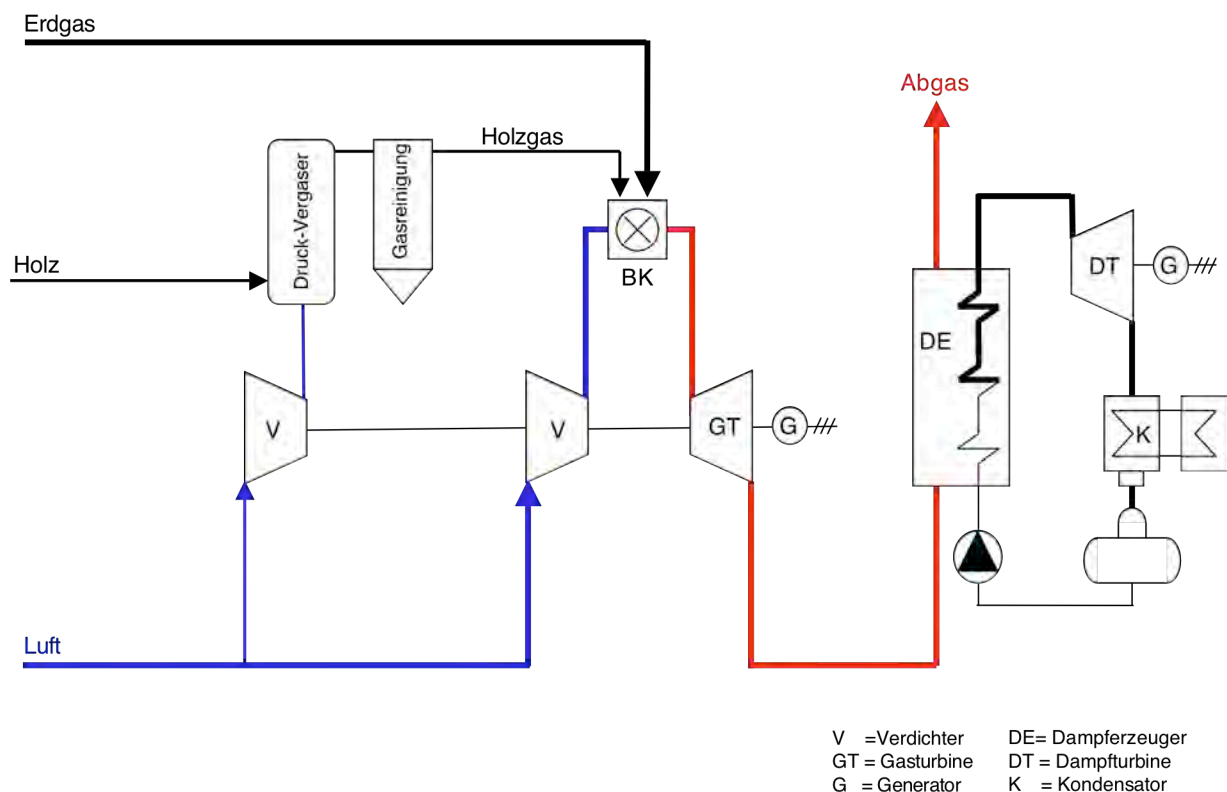 Erdgas
Abgas
Holzgas
Druck-Vergaser
Gasreinigung
Holz
BK
DT
G
DE
V
V
GT
G
K
Luft
V =Verdichter
GT = Gasturbine
G = Generator
DE= Dampferzeuger
DT = Dampfturbine
K = Kondensator